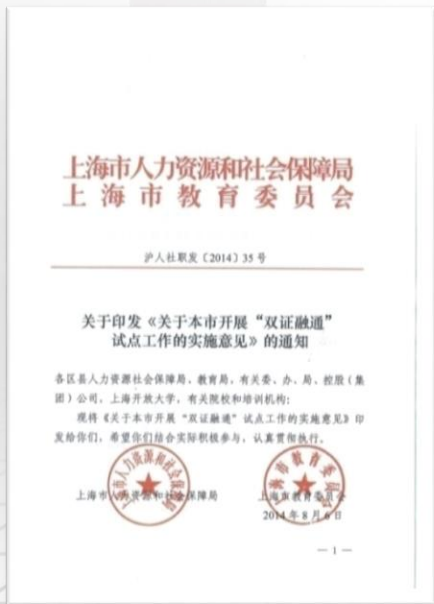 上海市人力资源和社会保障局
上海市教育委员会
沪人社职发〔2014〕35号
关于印发《关于本市开展“双证融通”
试点工作的实施意见》的通知
各区县人力资源社会保障局、教育局，有关委、办、局、控股（集
团）公司，上海开放大学，有关院校和培训机构：
现将《关于本市开展“双证融通”试点工作的实施意见》印
发给你们，希望你们结合实际积极参与，认真贯彻执行。
上海市人力资源和社会保障局
上海市教育委员会
2014年8月6日
— 1 —